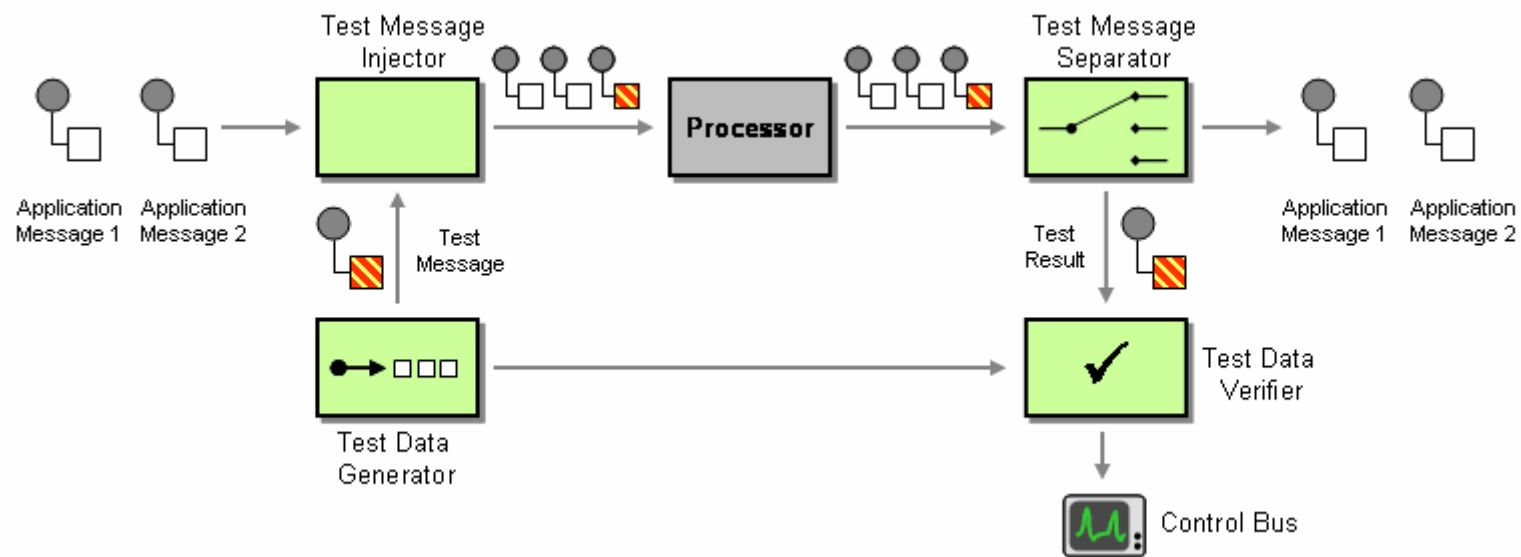 Test Message
Injector
Test Message
Separator
Processor
Application
Message 1
Application
Message 2
Test
Message
Test
Result
Application
Message 1
Application
Message 2
Test Data
Generator
Test Data
Verifier
Control Bus